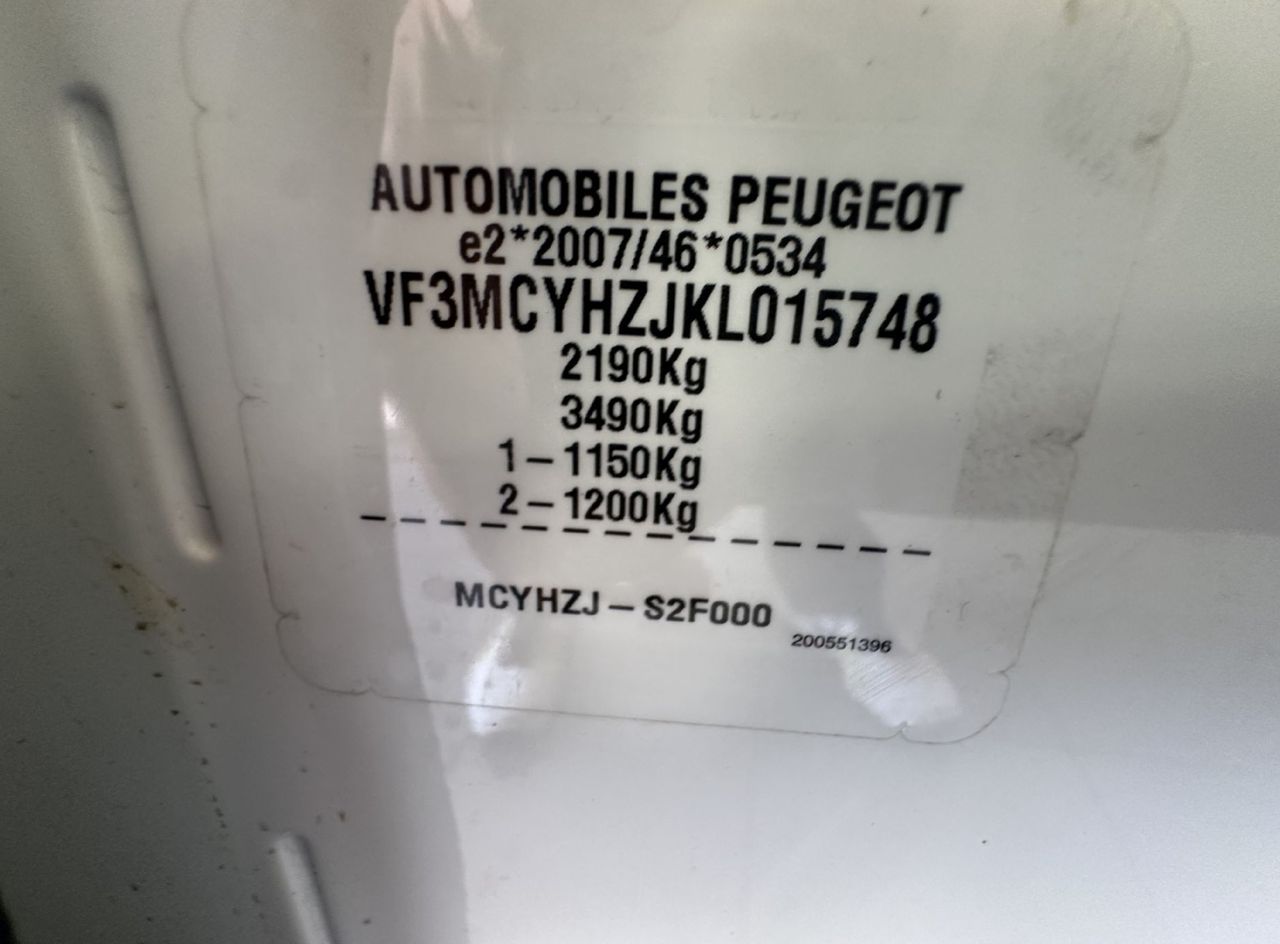 AUTOMOBILES PEUGEOT
e2*2007/46*0534
VF3MCYHZJKL015748
2190Kg
3490Kg
1-1150Kg
2-1200Kg
MCYHZJ-S2F000
200551396